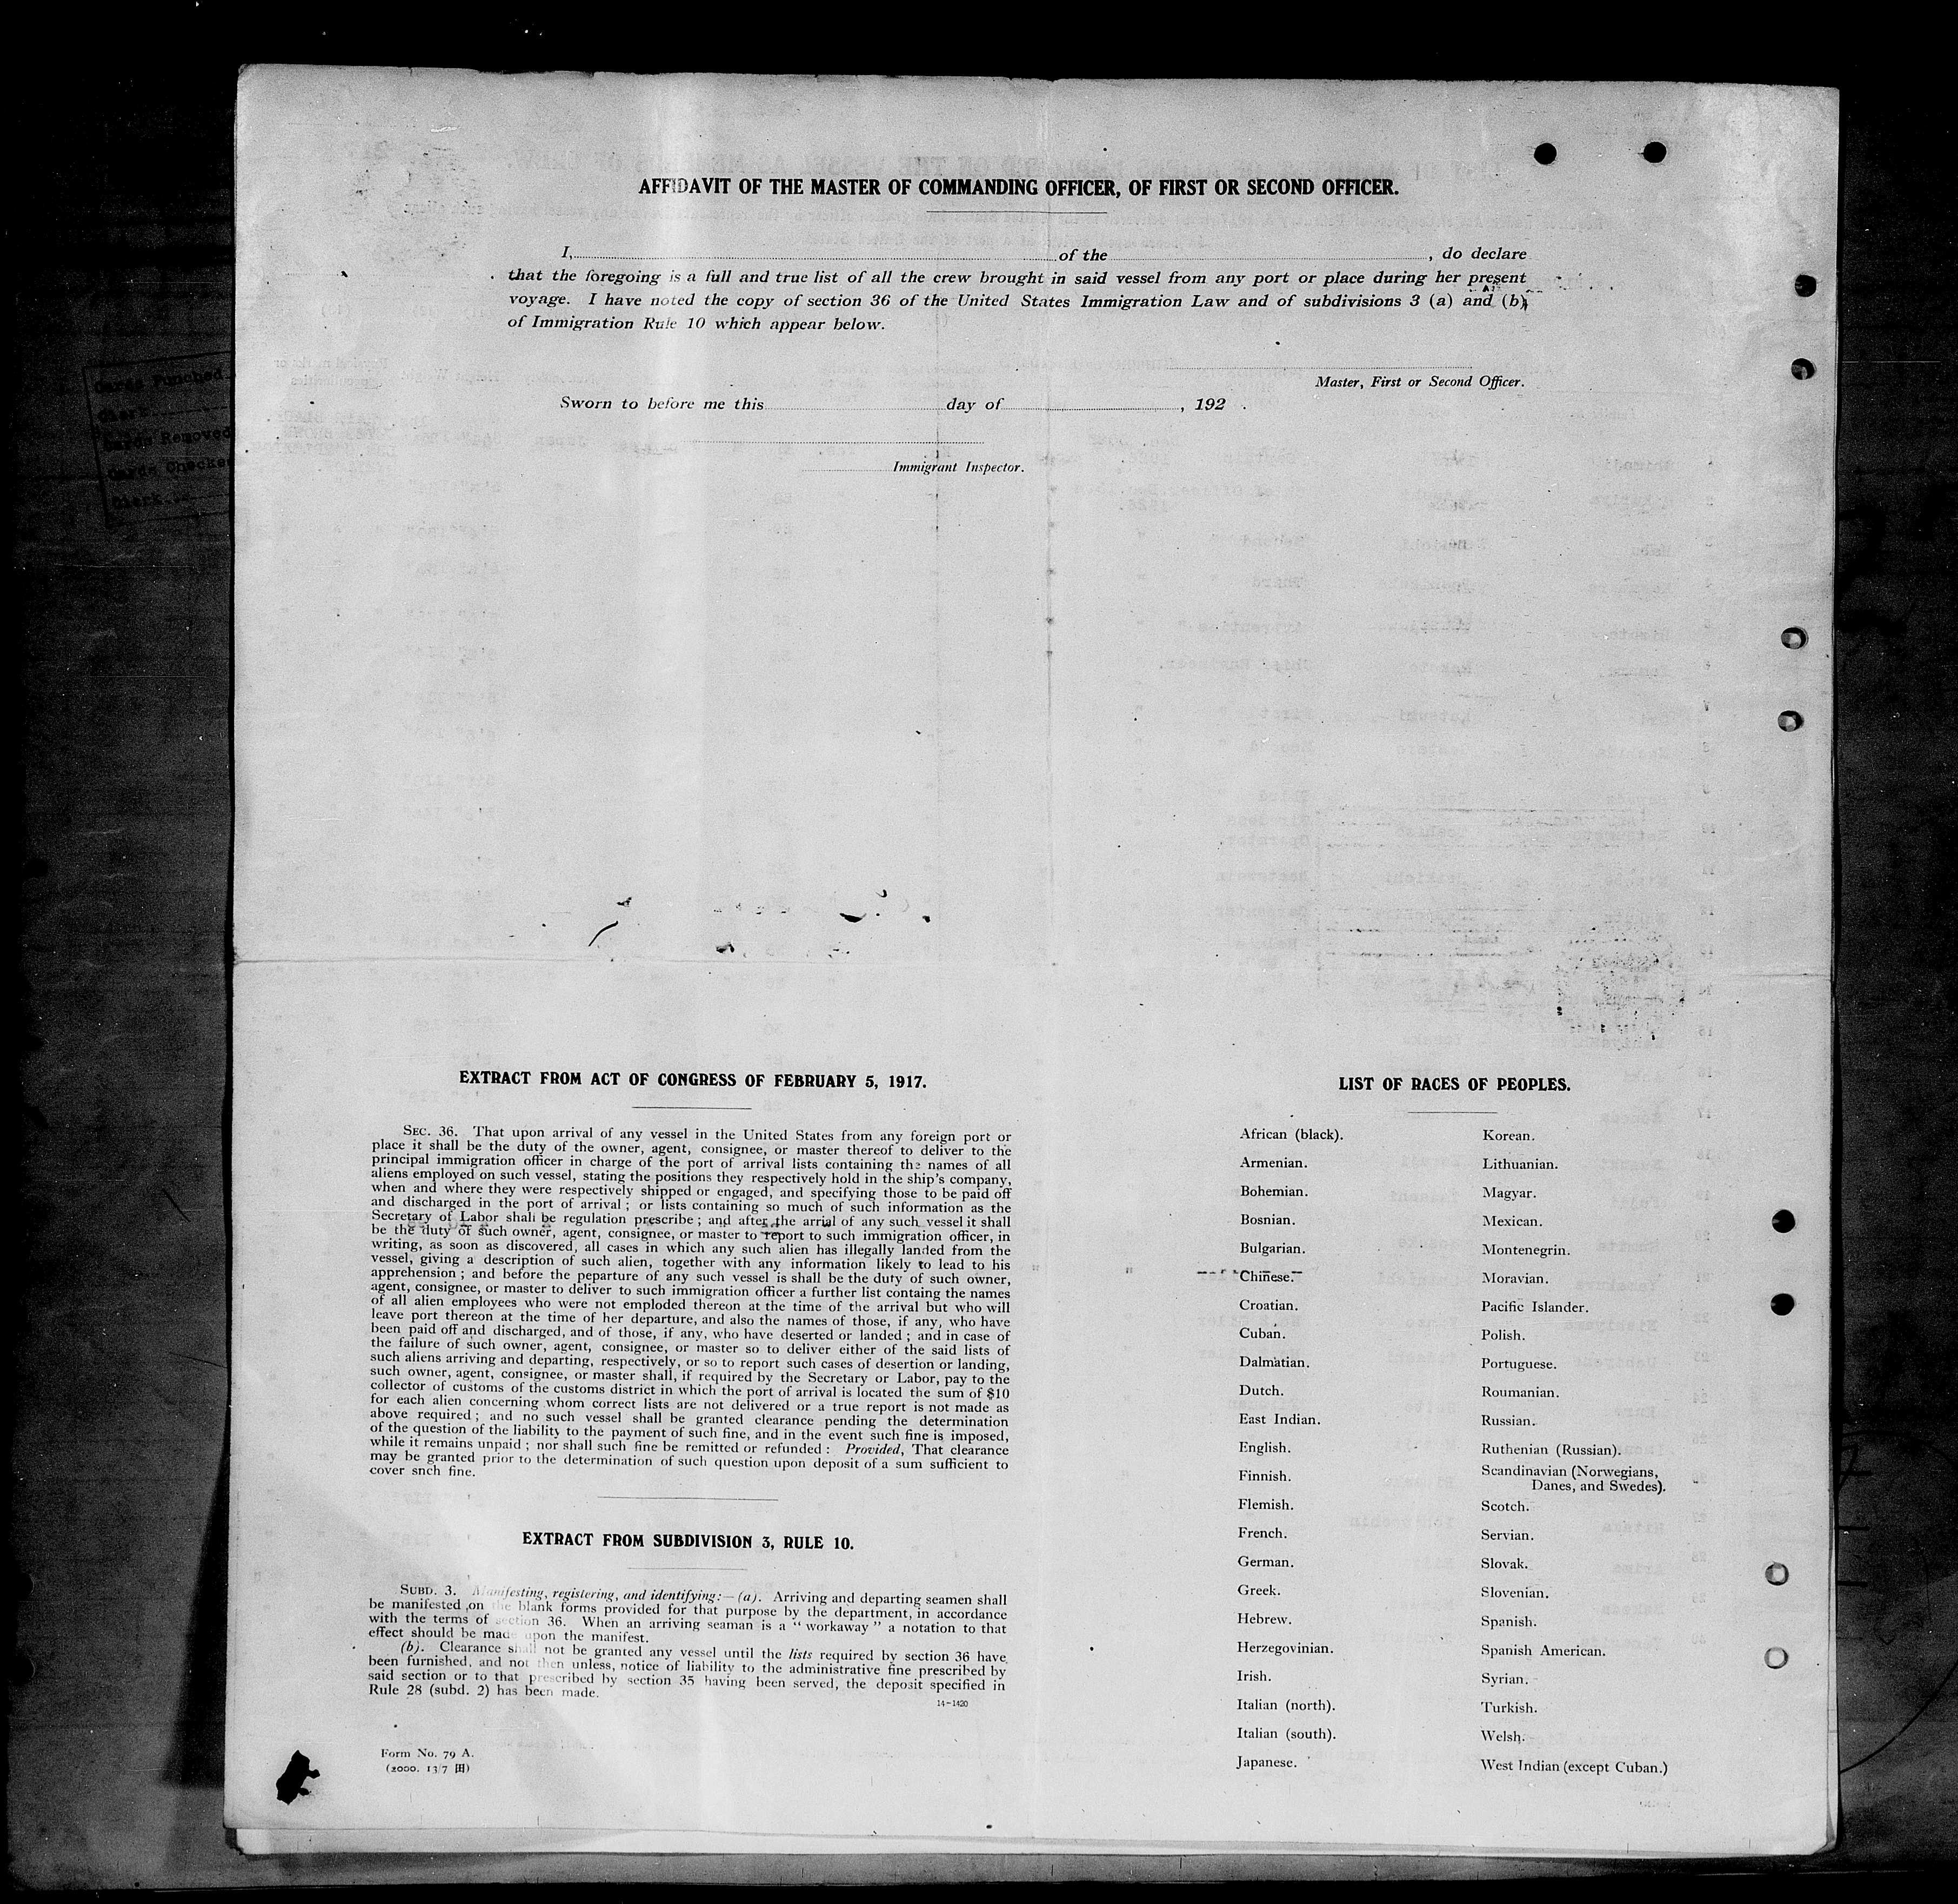 AFFIDAVIT OF THE MASTER OF COMMANDING OFFICER, OF FIRST OR SECOND OFFICER.
I, of the , do declare
that the foregoing is a full and true list of all the crew brought in said vessel from any port or place during her present
voyage. I have noted the copy of section 36 of the United States Immigration Law and of subdivisions 3 (a) and (b)
of Immigration Rule 10 which appear below.
Master, First or Second Officer.
Sworn to before me this day of , 192 .
Immigrant Inspector.
Cards Punched
Clerk
Cards Removed
Cards Checked
Clerk
EXTRACT FROM ACT OF CONGRESS OF FEBRUARY 5, 1917.
SEC. 36. That upon arrival of any vessel in the United States from any foreign port or
place it shall be the duty of the owner, agent, consignee, or master thereof to deliver to the
principal immigration officer in charge of the port of arrival lists containing the names of all
aliens employed on such vessel, stating the positions they respectively hold in the ship's company,
when and where they were respectively shipped or engaged, and specifying those to be paid off
and discharged in the port of arrival ; or lists containing so much of such information as the
Secretary of Labor shall be regulation prescribe ; and after the arrial of any such vessel it shall
be the duty of such owner, agent, consignee, or master to report to such immigration officer, in
writing, as soon as discovered, all cases in which any such alien has illegally landed from the
vessel, giving a description of such alien, together with any information likely to lead to his
apprehension ; and before the peparture of any such vessel is shall be the duty of such owner,
agent, consignee, or master to deliver to such immigration officer a further list containg the names
of all alien employees who were not emploded thereon at the time of the arrival but who will
leave port thereon at the time of her departure, and also the names of those, if any, who have
been paid off and discharged, and of those, if any, who have deserted or landed ; and in case of
the failure of such owner, agent, consignee, or master so to deliver either of the said lists of
such aliens arriving and departing, respectively, or so to report such cases of desertion or landing,
such owner, agent, consignee, or master shall, if required by the Secretary or Labor, pay to the
collector of customs of the customs district in which the port of arrival is located the sum of $10
for each alien concerning whom correct lists are not delivered or a true report is not made as
above required ; and no such vessel shall be granted clearance pending the determination
of the question of the liability to the payment of such fine, and in the event such fine is imposed,
while it remains unpaid ; nor shall such fine be remitted or refunded : Provided, That clearance
may be granted prior to the determination of such question upon deposit of a sum sufficient to
cover snch fine.
EXTRACT FROM SUBDIVISION 3, RULE 10.
SUBD. 3. Manifesting, registering, and identifying:—(a). Arriving and departing seamen shall
be manifested on the blank forms provided for that purpose by the department, in accordance
with the terms of section 36. When an arriving seaman is a " workaway " a notation to that
effect should be made upon the manifest.
(b). Clearance shall not be granted any vessel until the lists required by section 36 have
been furnished, and not then unless, notice of liability to the administrative fine prescribed by
said section or to that prescribed by section 35 having been served, the deposit specified in
Rule 28 (subd. 2) has been made.
14-1420
Form No. 79 A.
(2000. 13/7 田)
LIST OF RACES OF PEOPLES.
African (black).
Armenian.
Bohemian.
Bosnian.
Bulgarian.
Chinese.
Croatian.
Cuban.
Dalmatian.
Dutch.
East Indian.
English.
Finnish.
Flemish.
French.
German.
Greek.
Hebrew.
Herzegovinian.
Irish.
Italian (north).
Italian (south).
Japanese.
Korean.
Lithuanian.
Magyar.
Mexican.
Montenegrin.
Moravian.
Pacific Islander.
Polish.
Portuguese.
Roumanian.
Russian.
Ruthenian (Russian).
Scandinavian (Norwegians,
Danes, and Swedes).
Scotch.
Servian.
Slovak.
Slovenian.
Spanish.
Spanish American.
Syrian.
Turkish.
Welsh.
West Indian (except Cuban.)